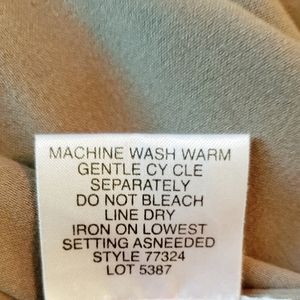 MACHINE WASH WARM
GENTLE CY CLE
SEPARATELY
DO NOT BLEACH
LINE DRY
IRON ON LOWEST
SETTING ASNEEDED
STYLE 77324
LOT 5387